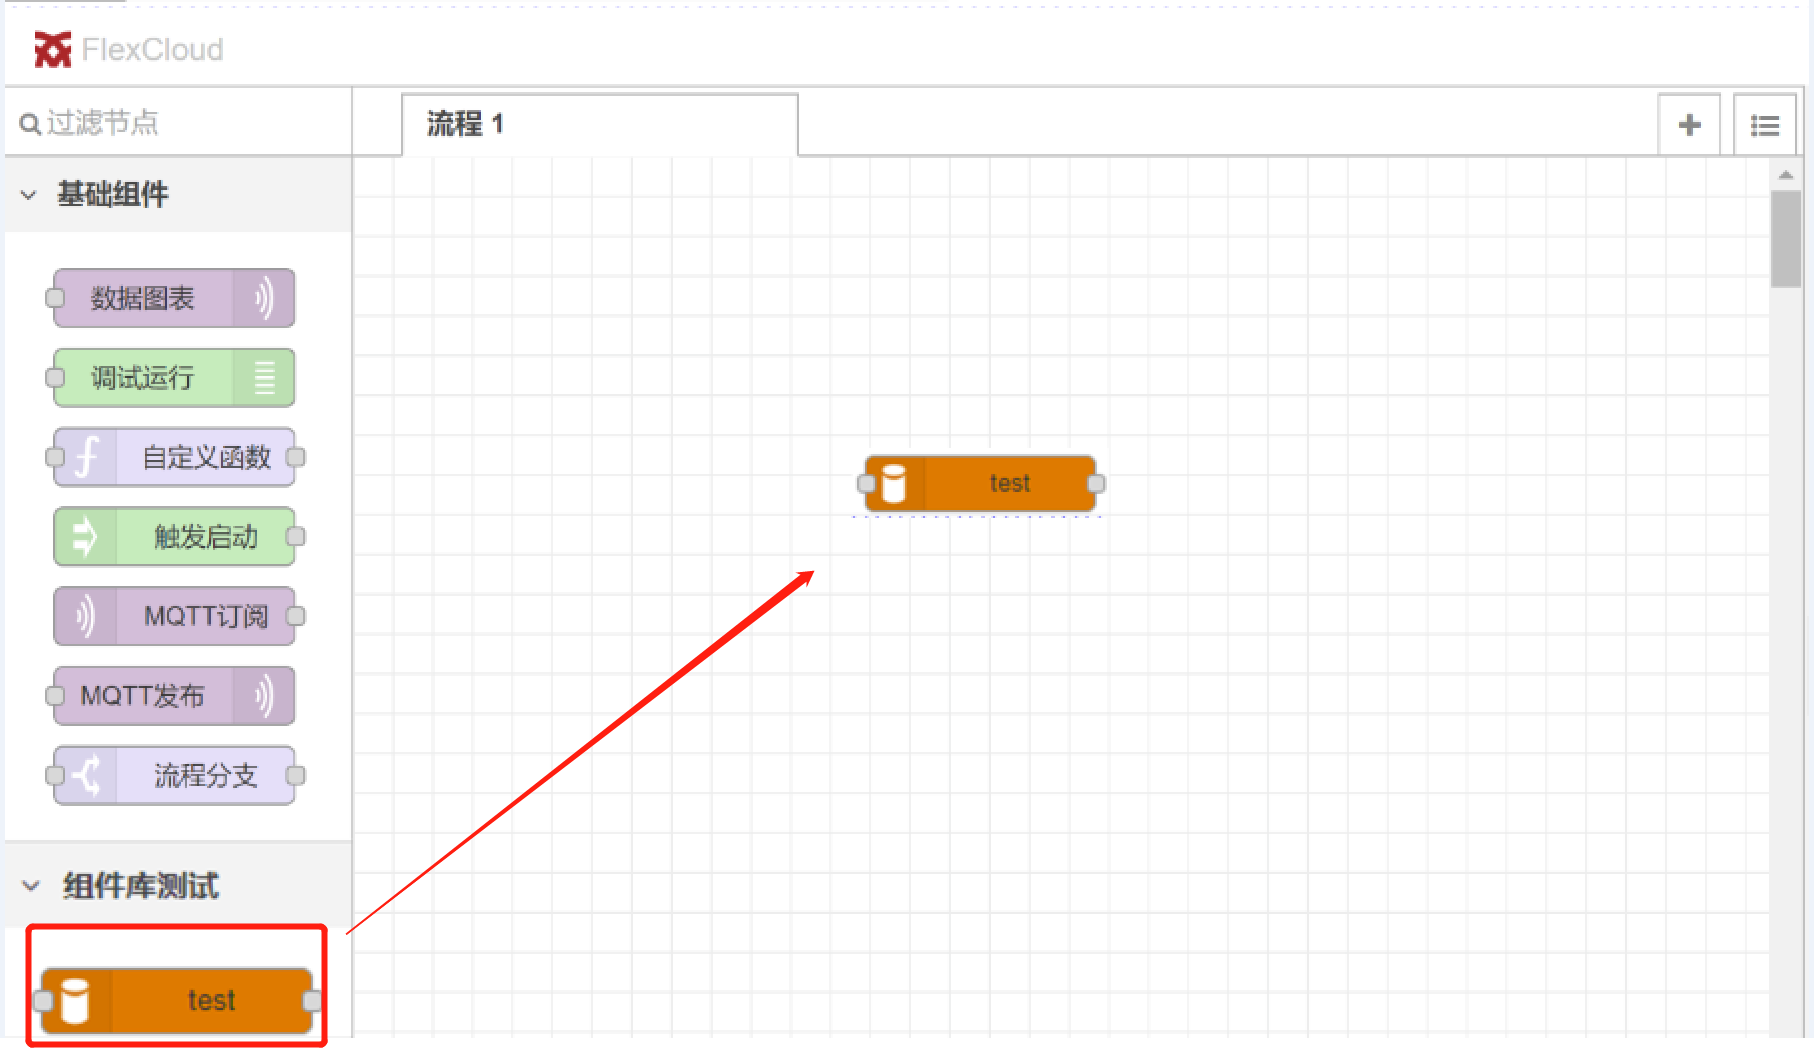 FlexCloud
过滤节点
流程 1
基础组件
数据图表
调试运行
自定义函数
触发启动
MQTT订阅
MQTT发布
流程分支
test
组件库测试
test